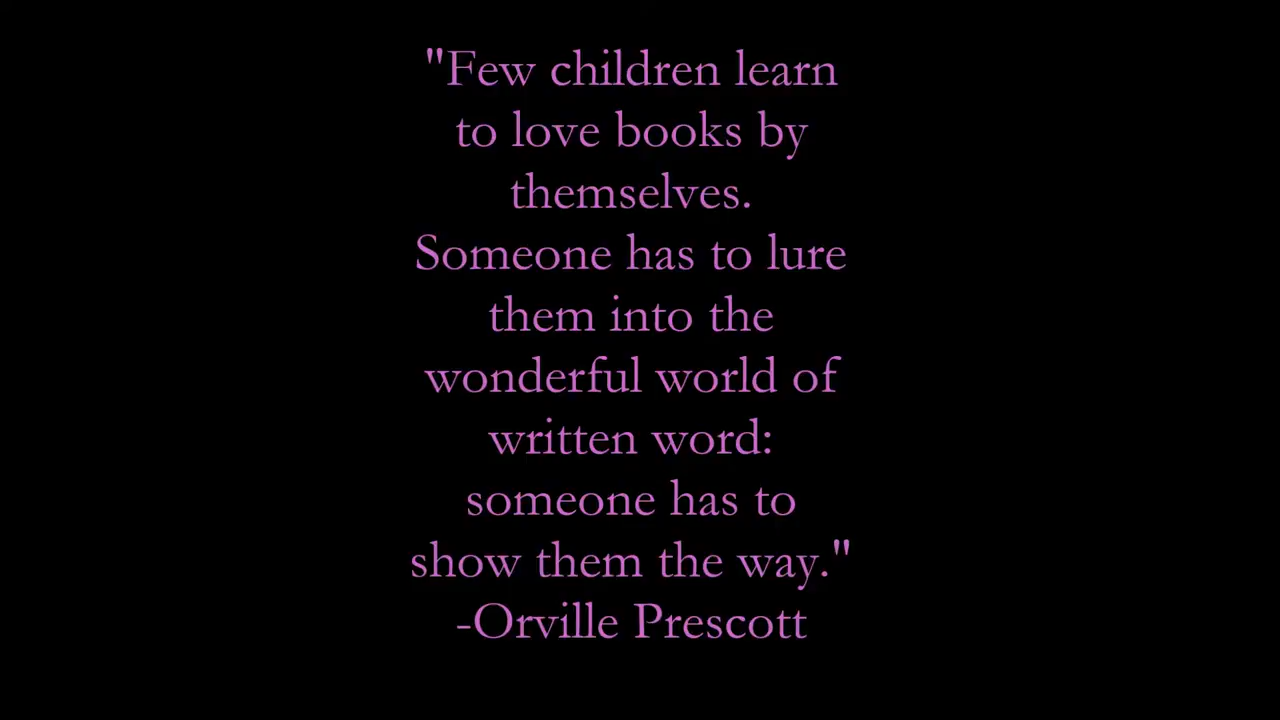 "Few children learn
to love books by
themselves.
Someone has to lure
them into the
wonderful world of
written word:
someone has to
show them the way."
-Orville Prescott